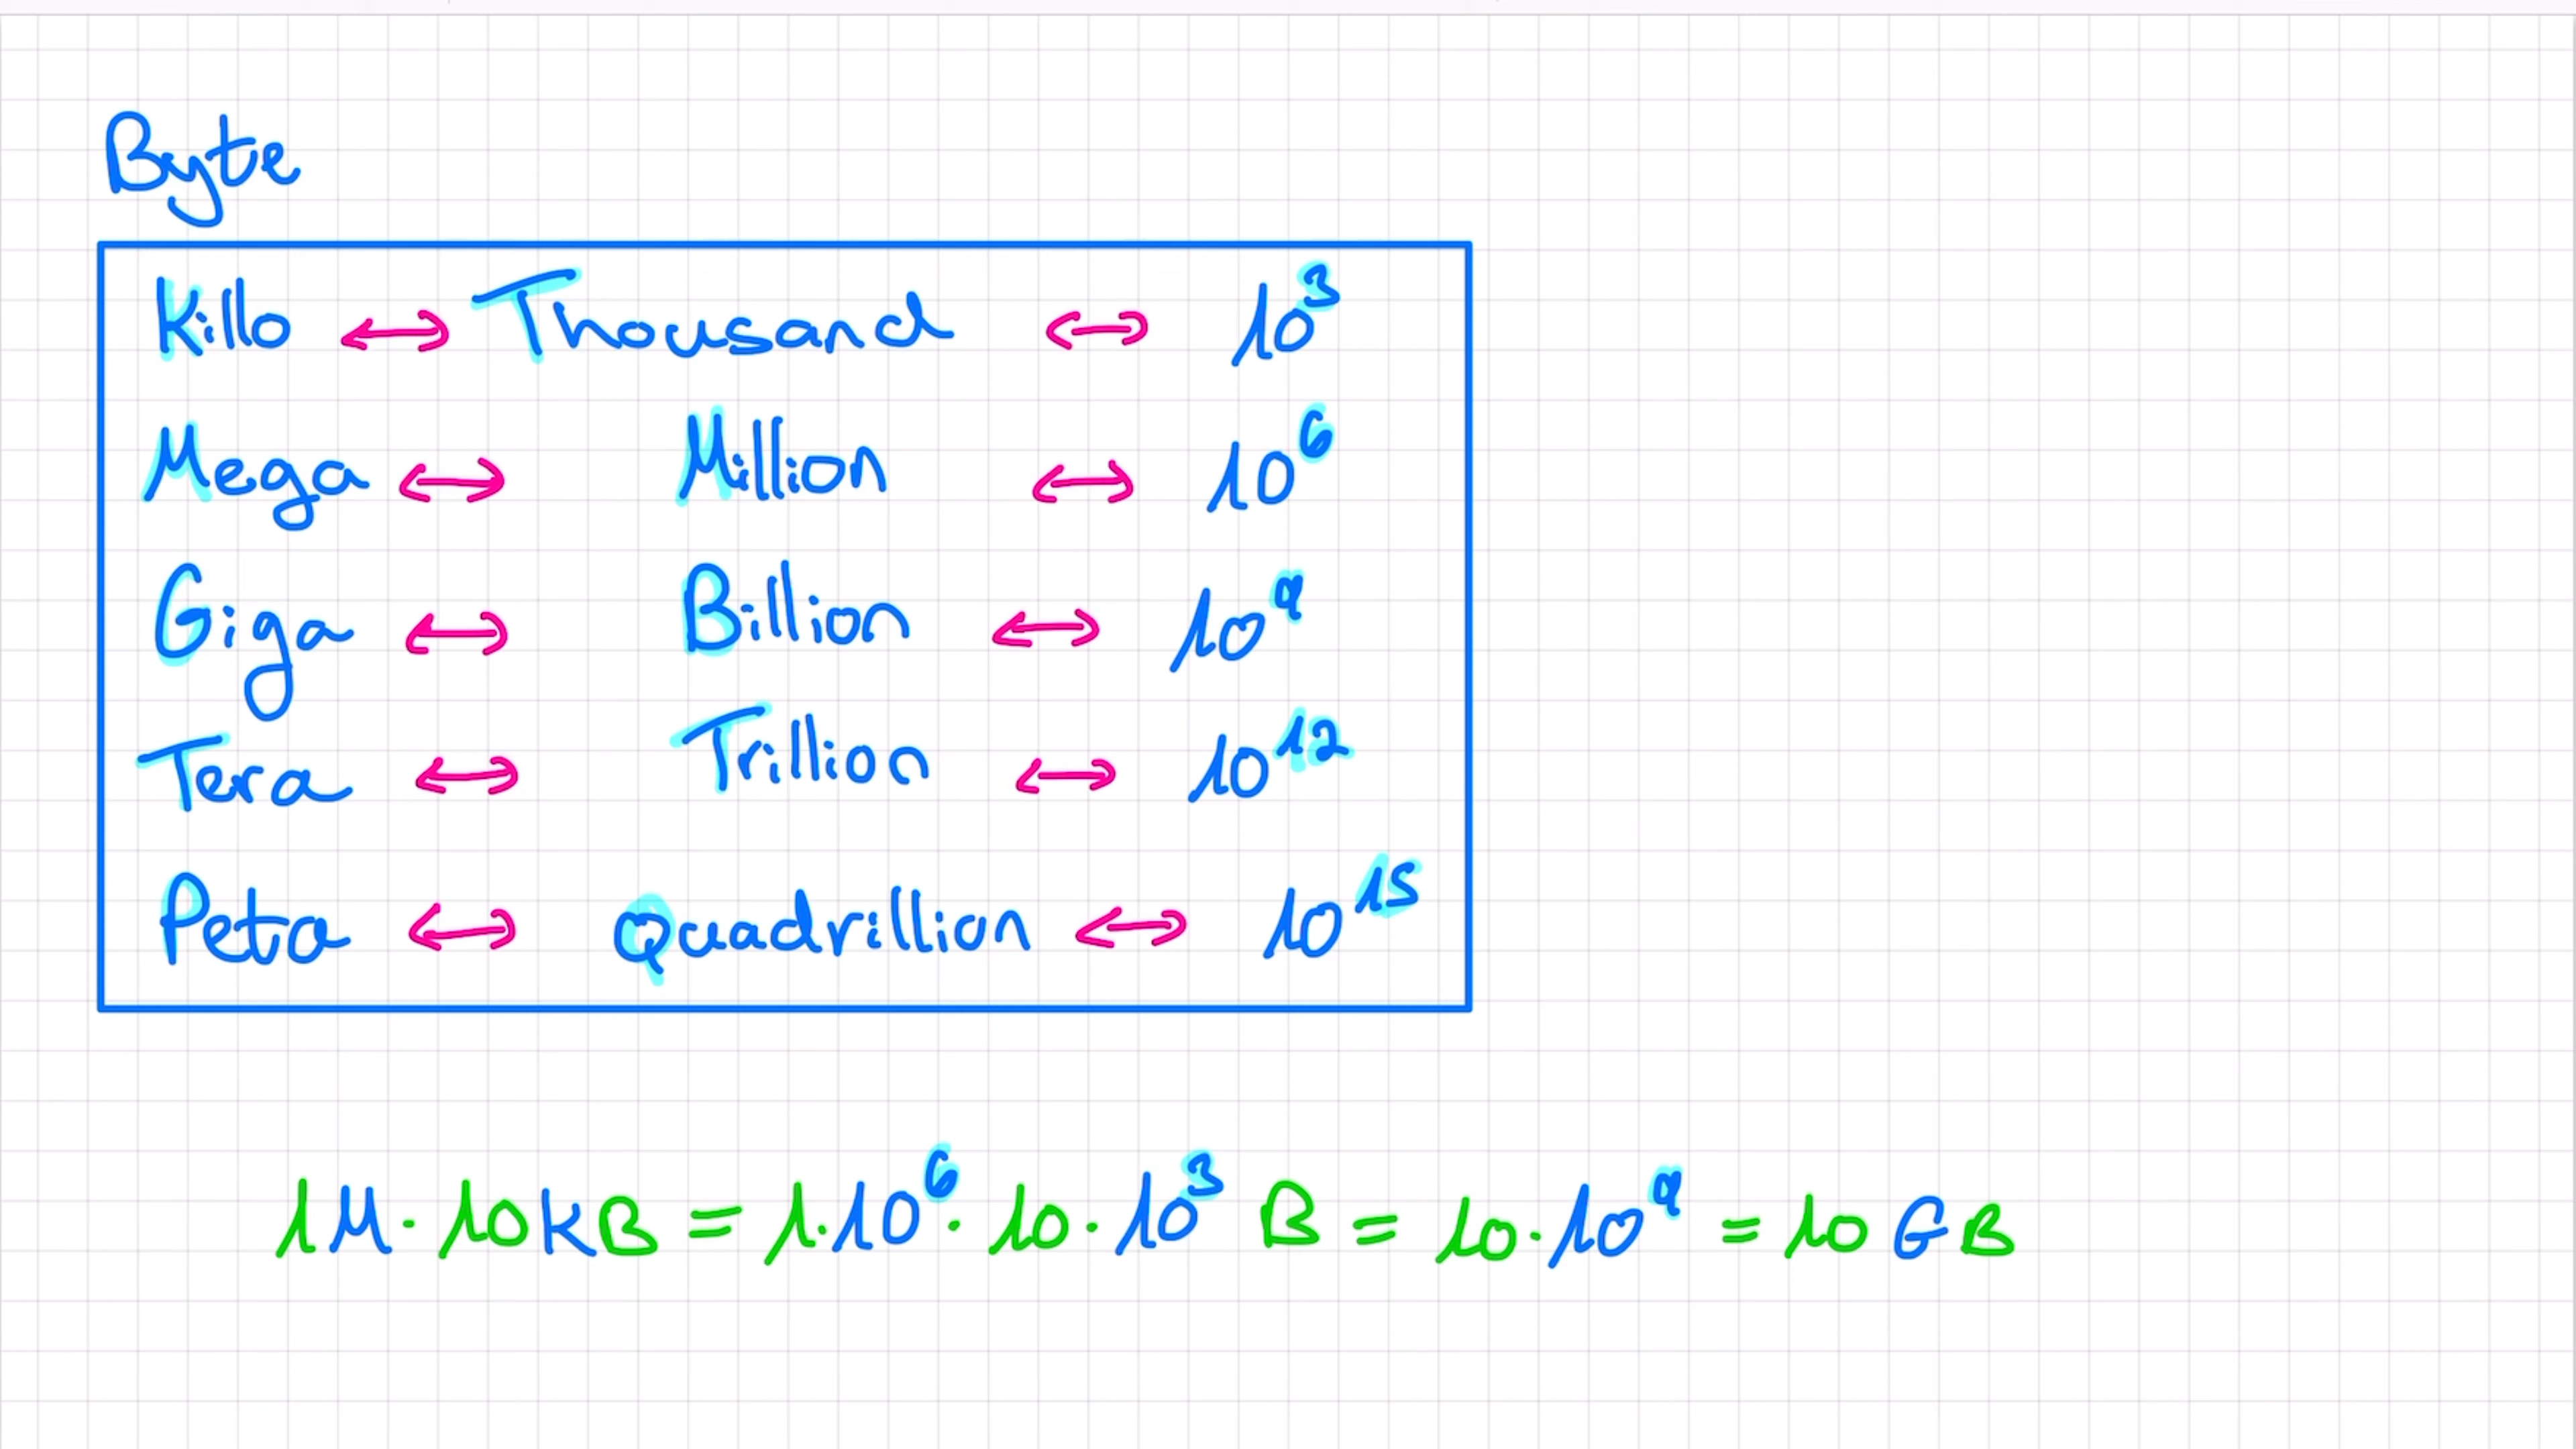 Byte
Killo ↔ Thousand ↔ 10³
Mega ↔ Million ↔ 10⁶
Giga ↔ Billion ↔ 10⁹
Tera ↔ Trillion ↔ 10¹²
Peta ↔ Quadrillion ↔ 10¹⁵
1M · 10KB = 1·10⁶ · 10 · 10³ B = 10 · 10⁹ = 10 GB